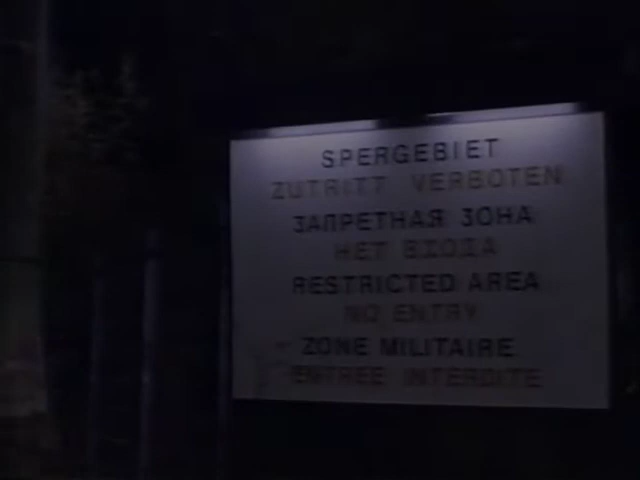 SPERGEBIET
ZUTRITT VERBOTEN
ЗАПРЕТНАЯ ЗОНА
НЕТ ВХОДА
RESTRICTED AREA
NO ENTRY
ZONE MILITAIRE
ENTREE INTERDITE